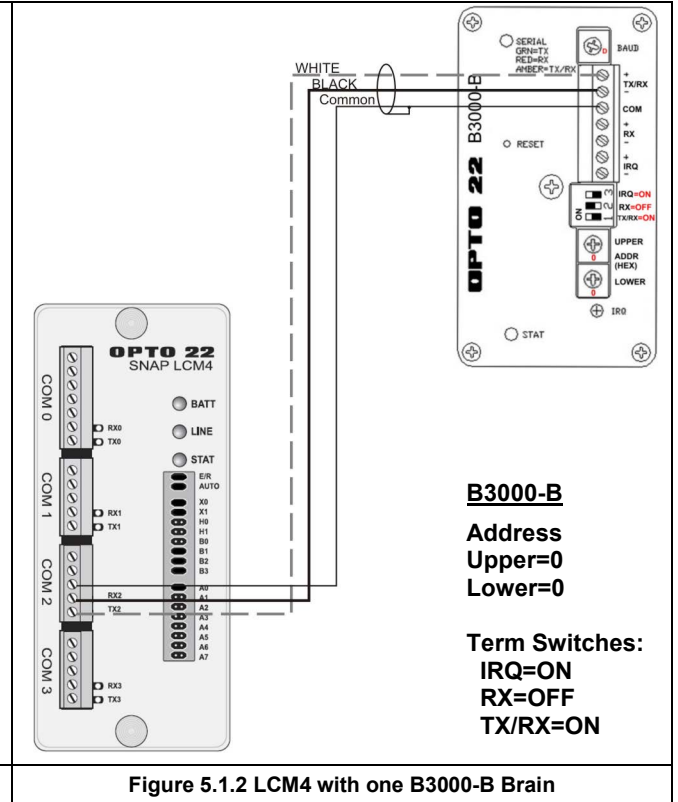 SERIAL
GRN=TX
RED=RX
AMBER=TX/RX
D
BAUD
+
TX/RX
-
COM
+
RX
-
+
IRQ
-
OPTO 22 B3000-B
RESET
ON
1 2 3
IRQ=ON
RX=OFF
TX/RX=ON
0
UPPER
ADDR
(HEX)
0
LOWER
IRQ
STAT
WHITE
BLACK
Common
OPTO 22
SNAP LCM4
COM 0
RX0
TX0
COM 1
RX1
TX1
COM 2
RX2
TX2
COM 3
RX3
TX3
BATT
LINE
STAT
E/R
AUTO
X0
X1
H0
H1
B0
B1
B2
B3
A0
A1
A2
A3
A4
A5
A6
A7
B3000-B
Address
Upper=0
Lower=0
Term Switches:
IRQ=ON
RX=OFF
TX/RX=ON
Figure 5.1.2 LCM4 with one B3000-B Brain